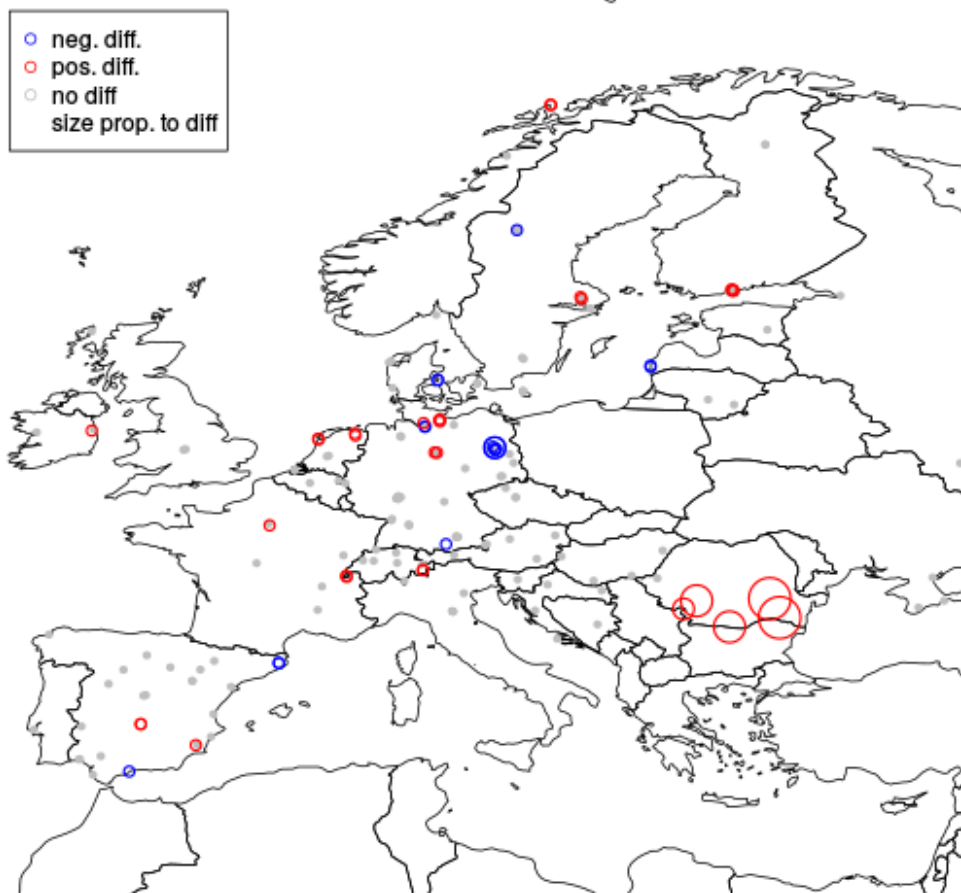 neg. diff.
pos. diff.
no diff
size prop. to diff